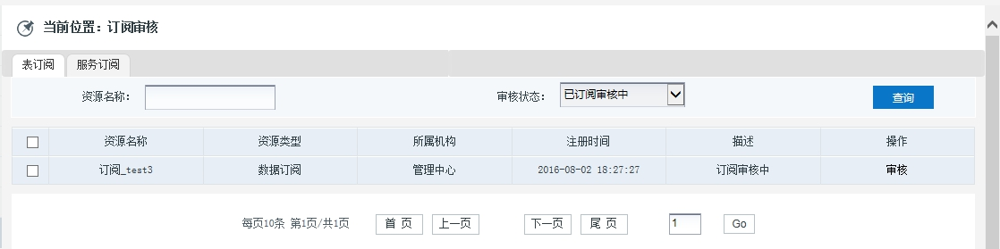 当前位置：订阅审核
表订阅 服务订阅
资源名称： 审核状态： 已订阅审核中 查询
资源名称 资源类型 所属机构 注册时间 描述 操作
订阅_test3 数据订阅 管理中心 2016-08-02 18:27:27 订阅审核中 审核
每页10条 第1页/共1页 首 页 上一页 下一页 尾 页 1 Go